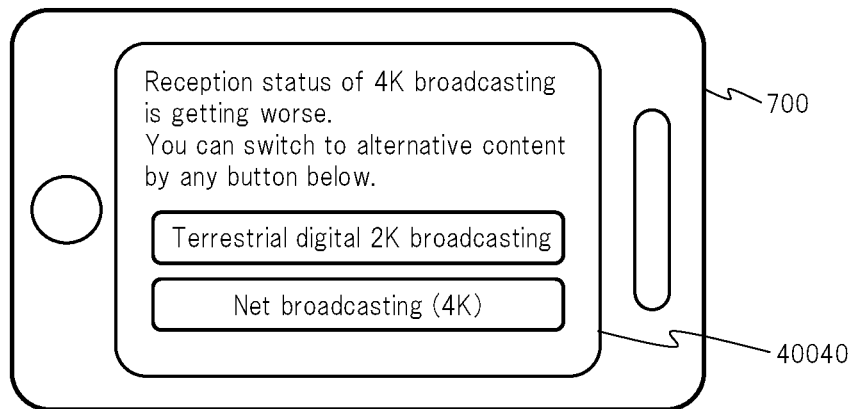 Reception status of 4K broadcasting
is getting worse.
You can switch to alternative content
by any button below.
Terrestrial digital 2K broadcasting
Net broadcasting (4K)
700
40040